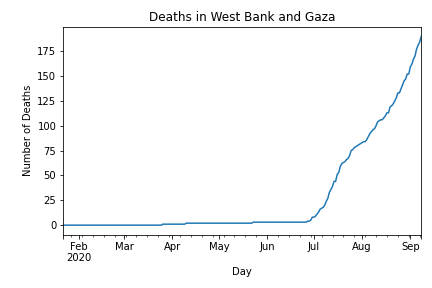 Deaths in West Bank and Gaza
Number of Deaths
175
150
125
100
75
50
25
0
Feb Mar Apr May Jun Jul Aug Sep
2020
Day